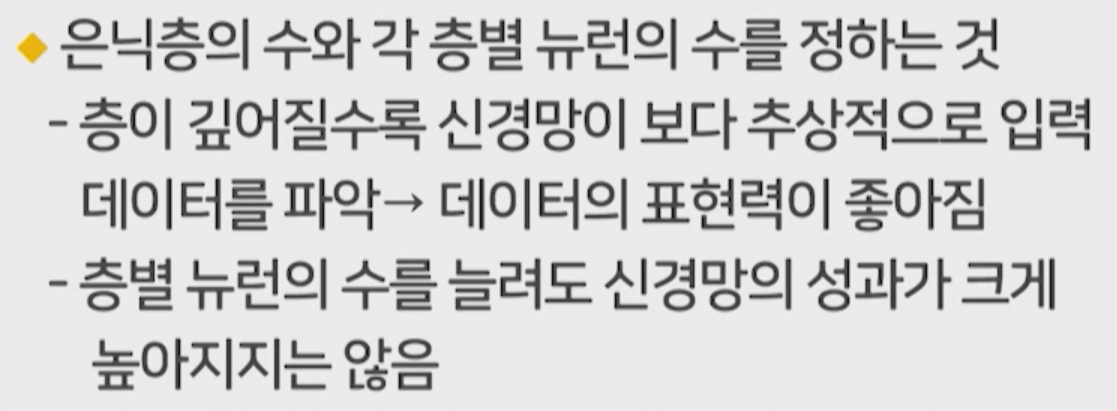 ◆ 은닉층의 수와 각 층별 뉴런의 수를 정하는 것
- 층이 깊어질수록 신경망이 보다 추상적으로 입력
데이터를 파악→ 데이터의 표현력이 좋아짐
- 층별 뉴런의 수를 늘려도 신경망의 성과가 크게
높아지지는 않음